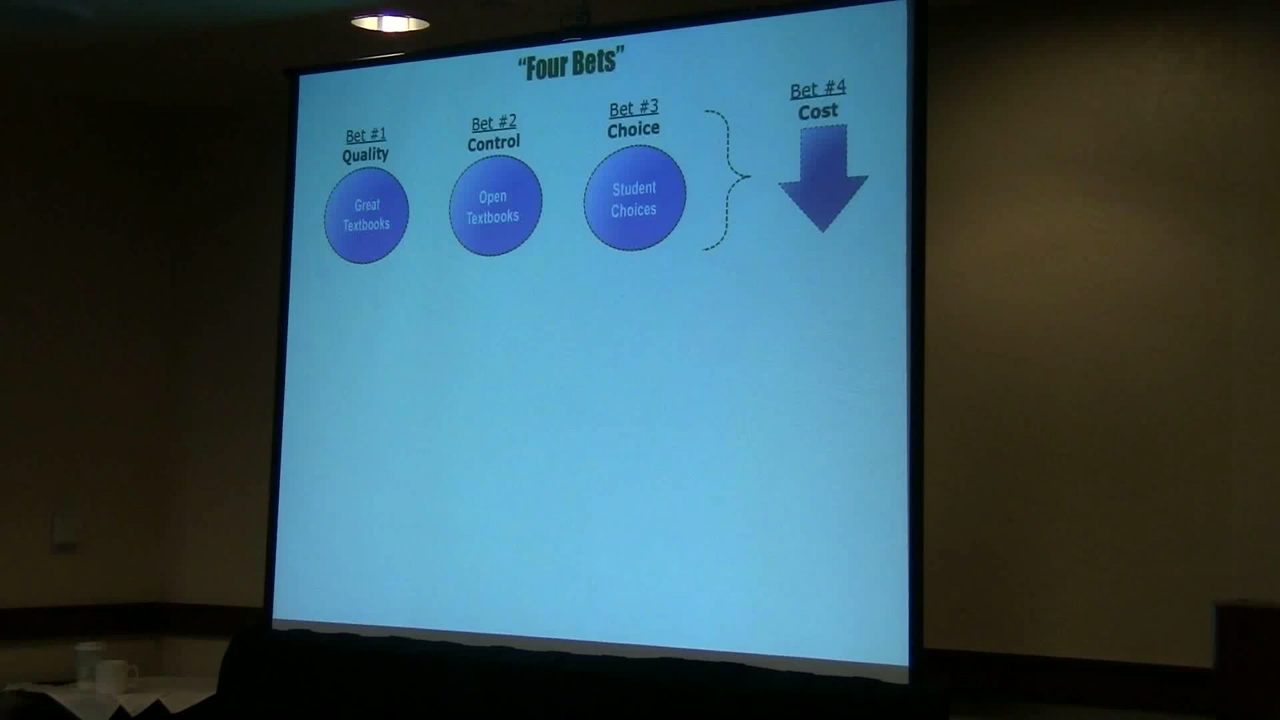 “Four Bets”
Bet #1
Quality
Great
Textbooks
Bet #2
Control
Open
Textbooks
Bet #3
Choice
Student
Choices
Bet #4
Cost